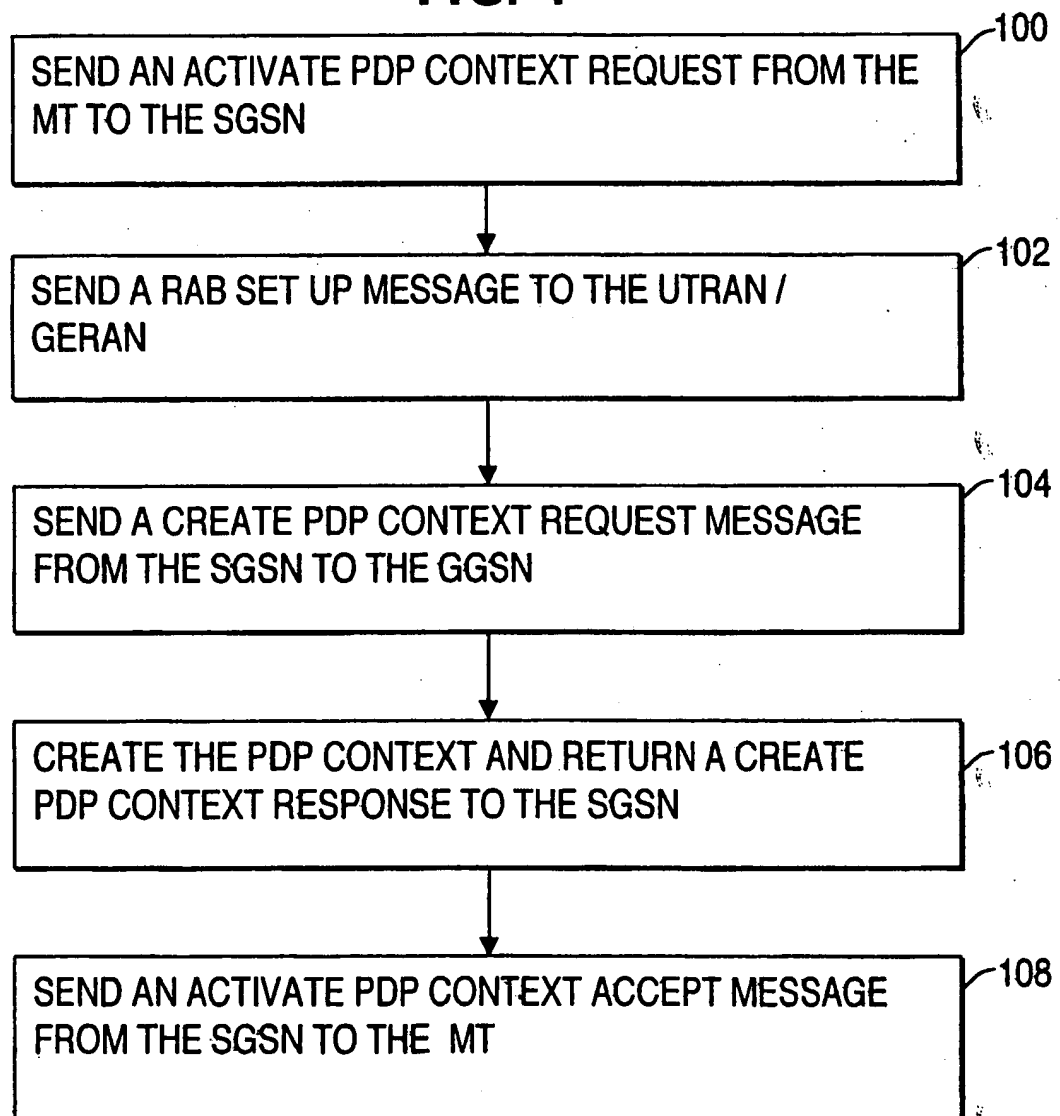 100
SEND AN ACTIVATE PDP CONTEXT REQUEST FROM THE
MT TO THE SGSN
102
SEND A RAB SET UP MESSAGE TO THE UTRAN /
GERAN
104
SEND A CREATE PDP CONTEXT REQUEST MESSAGE
FROM THE SGSN TO THE GGSN
106
CREATE THE PDP CONTEXT AND RETURN A CREATE
PDP CONTEXT RESPONSE TO THE SGSN
108
SEND AN ACTIVATE PDP CONTEXT ACCEPT MESSAGE
FROM THE SGSN TO THE MT